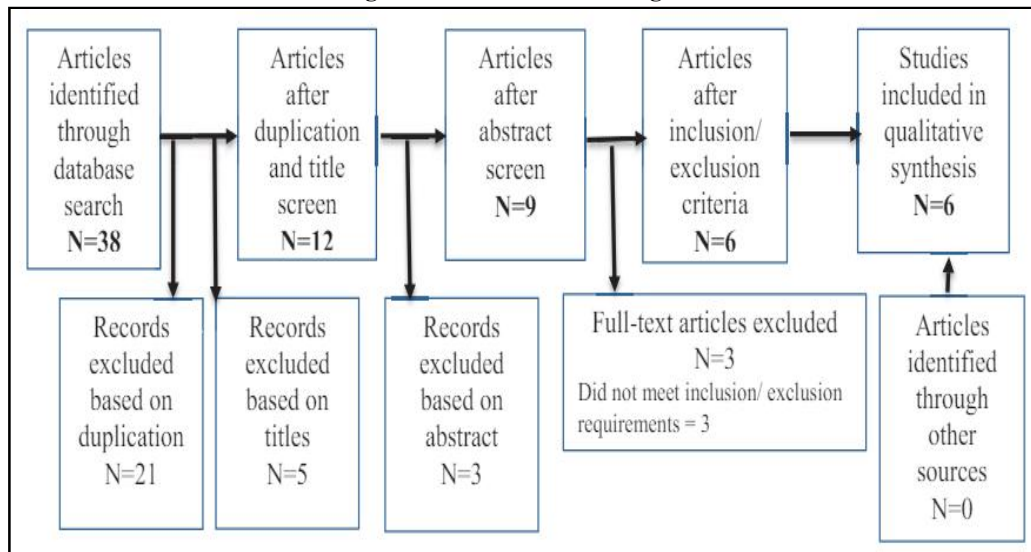 Articles
identified
through
database
search
N=38
Articles
after
duplication
and title
screen
N=12
Articles
after
abstract
screen
N=9
Articles
after
inclusion/
exclusion
criteria
N=6
Studies
included in
qualitative
synthesis
N=6
Records
excluded
based on
duplication
N=21
Records
excluded
based on
titles
N=5
Records
excluded
based on
abstract
N=3
Full-text articles excluded
N=3
Did not meet inclusion/ exclusion
requirements = 3
Articles
identified
through
other
sources
N=0